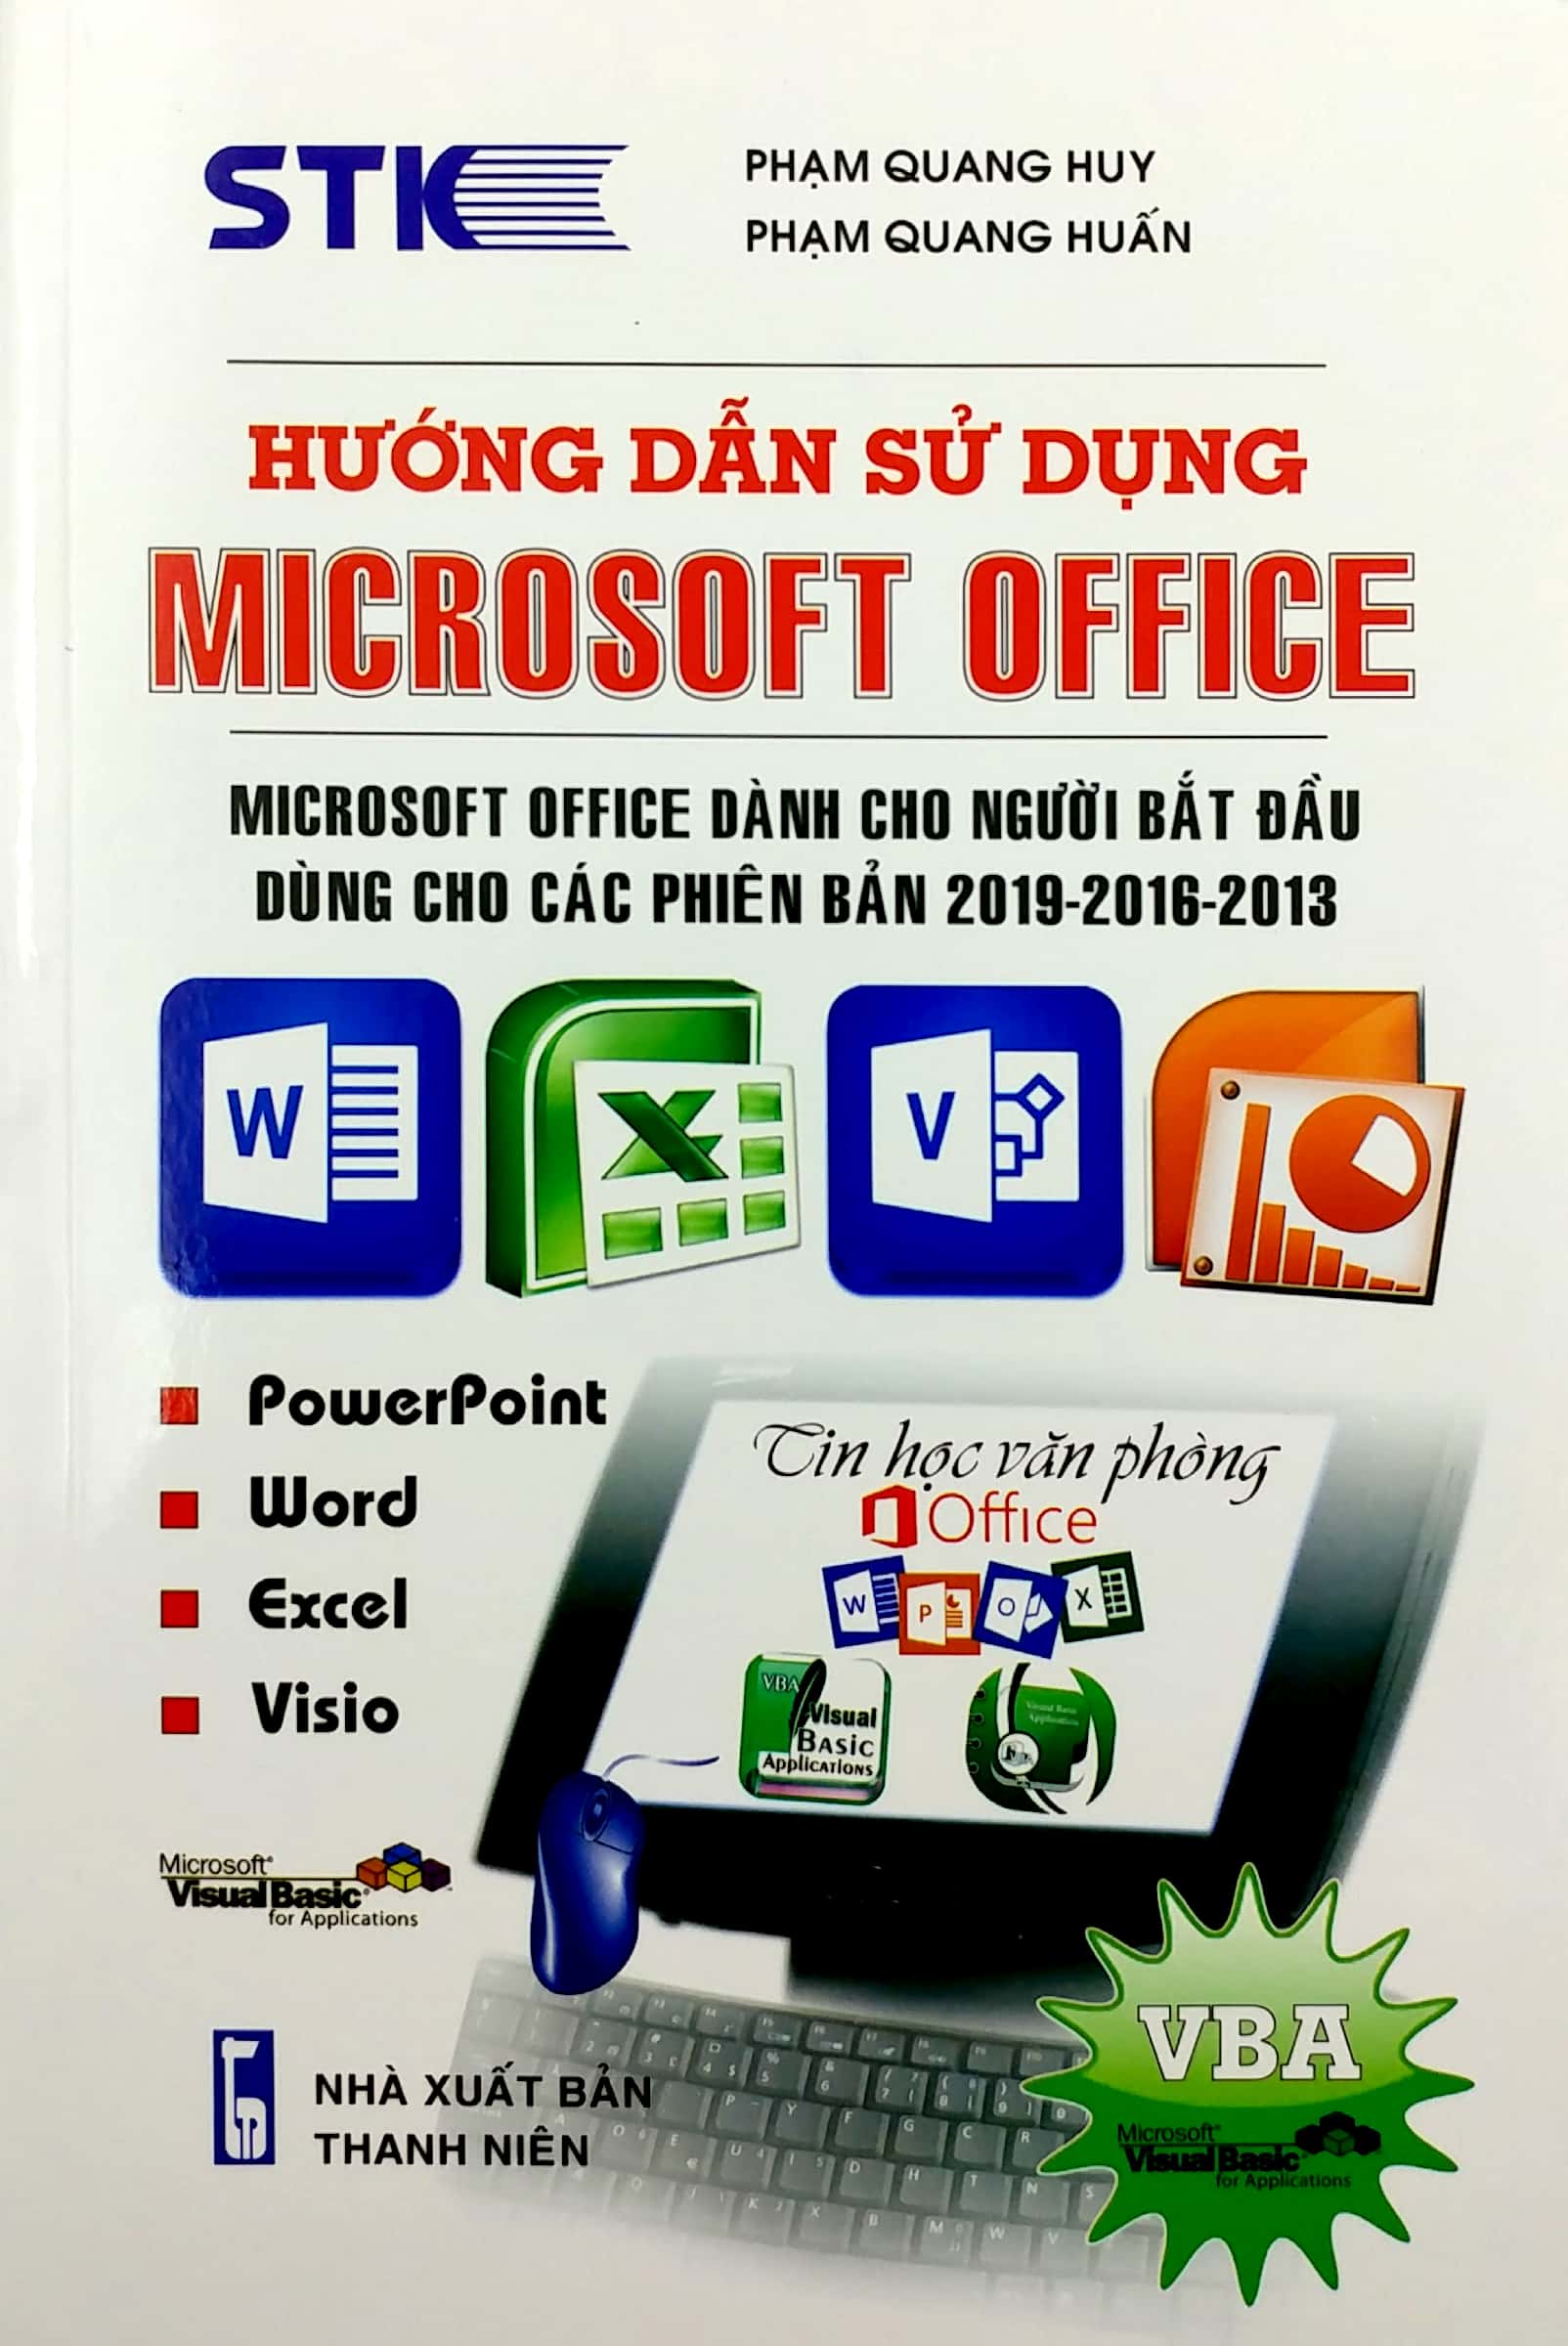 STK
PHẠM QUANG HUY
PHẠM QUANG HUẤN
HƯỚNG DẪN SỬ DỤNG
MICROSOFT OFFICE
MICROSOFT OFFICE DÀNH CHO NGƯỜI BẮT ĐẦU
DÙNG CHO CÁC PHIÊN BẢN 2019-2016-2013
W
X
V
PowerPoint
Word
Excel
Visio
Tin học văn phòng
Office
W P O X
VBA
Visual
Basic
Applications
Visual Basic
Applications
Microsoft®
Visual Basic®
for Applications
NHÀ XUẤT BẢN
THANH NIÊN
VBA
Microsoft®
Visual Basic®
for Applications